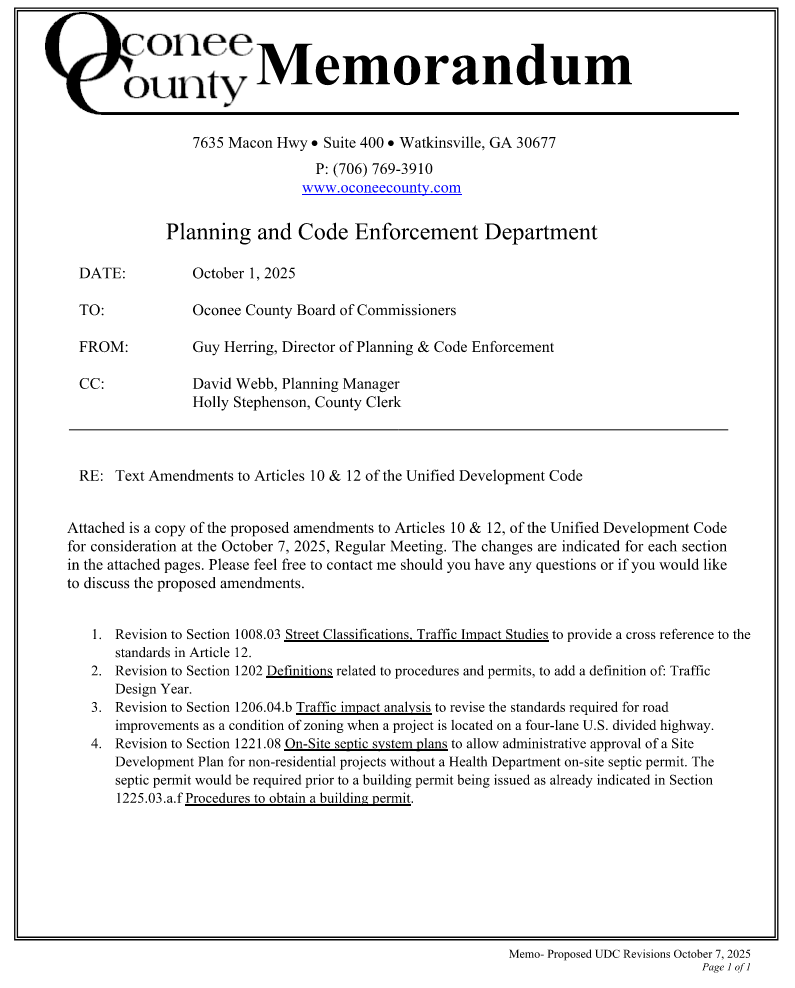 Oconee
County
Memorandum
7635 Macon Hwy • Suite 400 • Watkinsville, GA 30677
P: (706) 769-3910
www.oconeecounty.com
Planning and Code Enforcement Department
DATE: October 1, 2025
TO: Oconee County Board of Commissioners
FROM: Guy Herring, Director of Planning & Code Enforcement
CC: David Webb, Planning Manager
Holly Stephenson, County Clerk
RE: Text Amendments to Articles 10 & 12 of the Unified Development Code
Attached is a copy of the proposed amendments to Articles 10 & 12, of the Unified Development Code
for consideration at the October 7, 2025, Regular Meeting. The changes are indicated for each section
in the attached pages. Please feel free to contact me should you have any questions or if you would like
to discuss the proposed amendments.
1. Revision to Section 1008.03 Street Classifications, Traffic Impact Studies to provide a cross reference to the
standards in Article 12.
2. Revision to Section 1202 Definitions related to procedures and permits, to add a definition of: Traffic
Design Year.
3. Revision to Section 1206.04.b Traffic impact analysis to revise the standards required for road
improvements as a condition of zoning when a project is located on a four-lane U.S. divided highway.
4. Revision to Section 1221.08 On-Site septic system plans to allow administrative approval of a Site
Development Plan for non-residential projects without a Health Department on-site septic permit. The
septic permit would be required prior to a building permit being issued as already indicated in Section
1225.03.a.f Procedures to obtain a building permit.
Memo- Proposed UDC Revisions October 7, 2025
Page 1 of 1